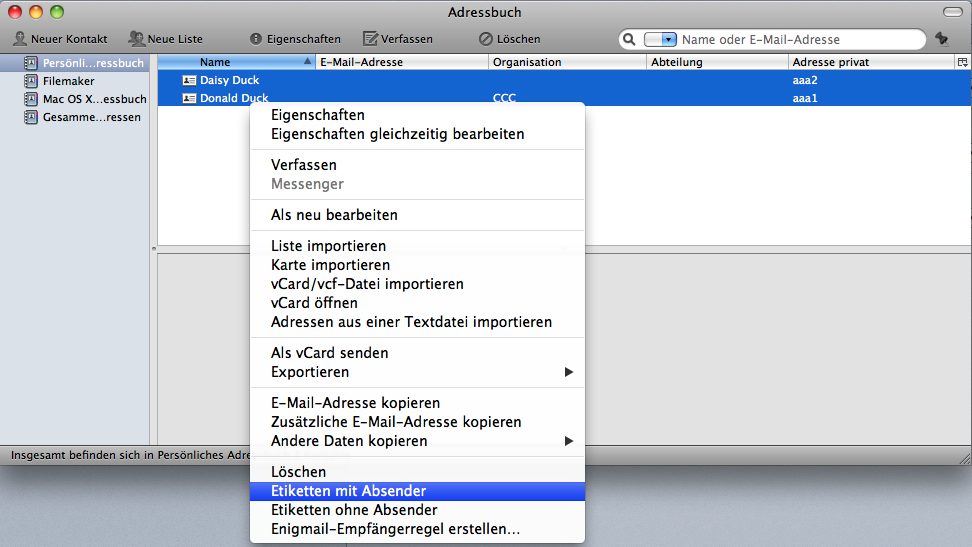 Adressbuch
Neuer Kontakt Neue Liste Eigenschaften Verfassen Löschen Name oder E-Mail-Adresse
Persönli...ressbuch
Filemaker
Mac OS X...essbuch
Gesamme...ressen
Name E-Mail-Adresse Organisation Abteilung Adresse privat
Daisy Duck aaa2
Donald Duck CCC aaa1
Eigenschaften
Eigenschaften gleichzeitig bearbeiten
Verfassen
Messenger
Als neu bearbeiten
Liste importieren
Karte importieren
vCard/vcf-Datei importieren
vCard öffnen
Adressen aus einer Textdatei importieren
Als vCard senden
Exportieren
E-Mail-Adresse kopieren
Zusätzliche E-Mail-Adresse kopieren
Andere Daten kopieren
Löschen
Etiketten mit Absender
Etiketten ohne Absender
Enigmail-Empfängerregel erstellen...
Insgesamt befinden sich in Persönliches Adre